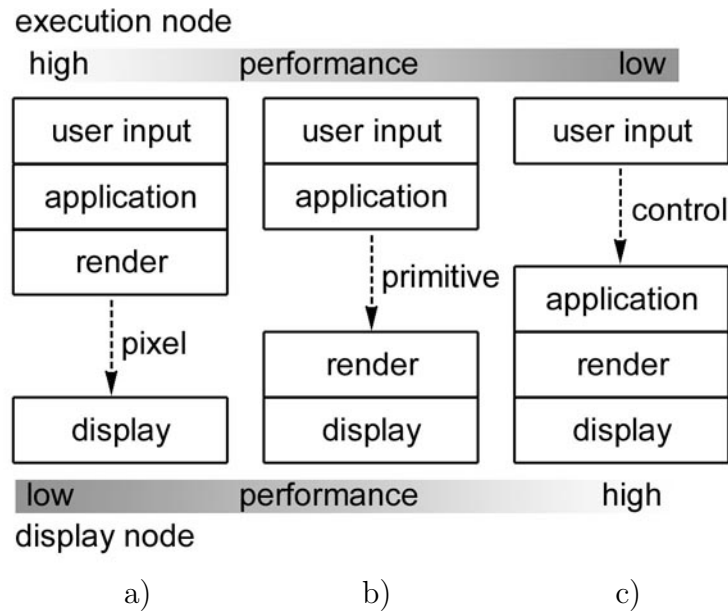 execution node
high performance low
user input user input user input
application application
control
render
primitive
application
pixel
render render
display display display
low performance high
display node
a) b) c)